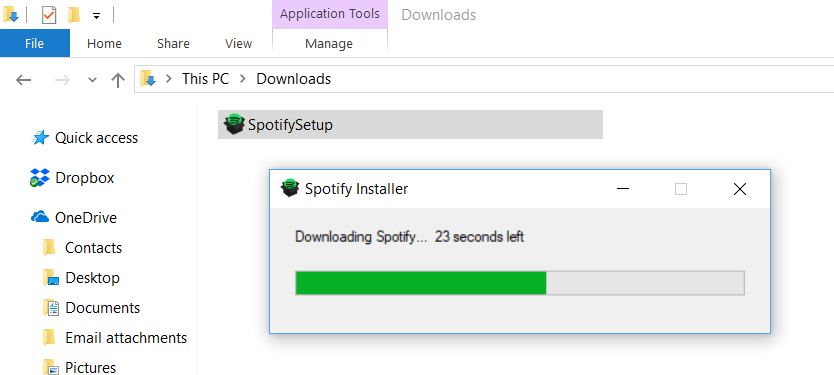 Application Tools Downloads
File Home Share View Manage
This PC > Downloads
Quick access
SpotifySetup
Dropbox
Spotify Installer
OneDrive
Downloading Spotify... 23 seconds left
Contacts
Desktop
Documents
Email attachments
Pictures